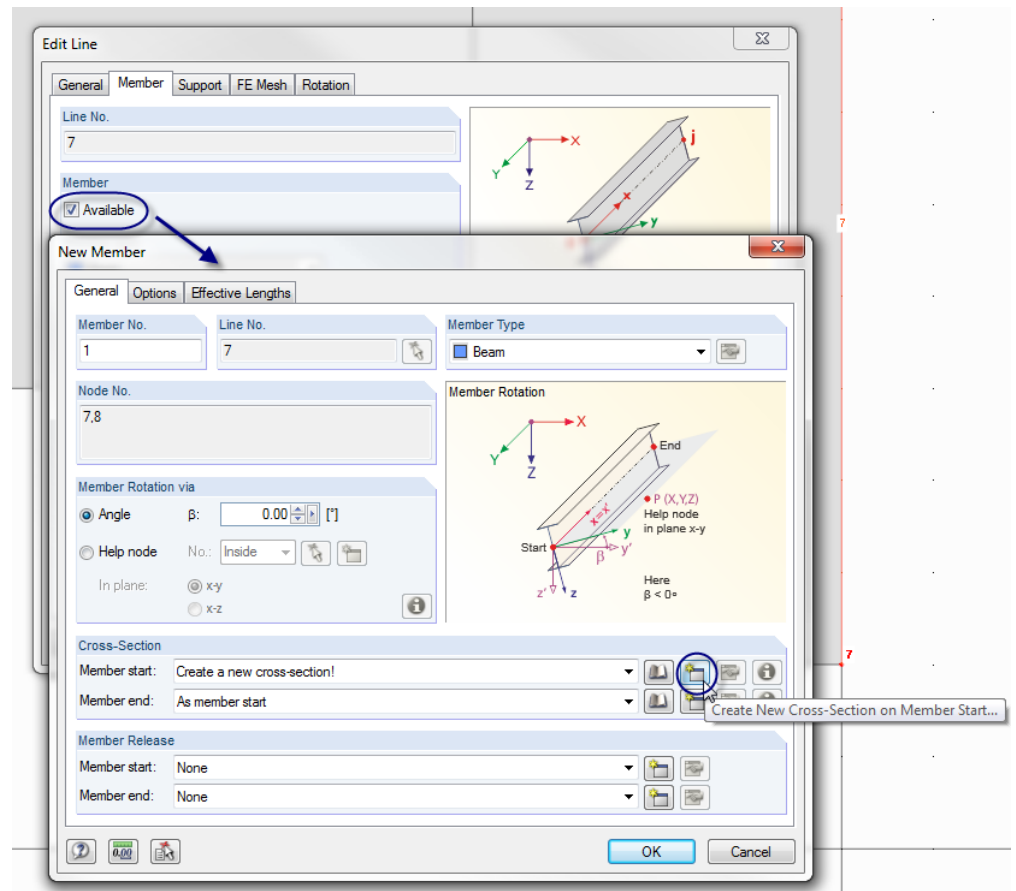 Edit Line
General Member Support FE Mesh Rotation
Line No.
7
Member
Available
X
Y
Z
j
x
y
7
New Member
General Options Effective Lengths
Member No. Line No. Member Type
1 7 Beam
Node No.
7,8
Member Rotation
X
Y
Z
End
P (X,Y,Z)
Help node
in plane x-y
x=x'
y
Start
β
y'
z'
z
Here
β < 0°
Member Rotation via
Angle β: 0.00 [°]
Help node No.: Inside
In plane: x-y
x-z
Cross-Section
Member start: Create a new cross-section!
Member end: As member start
Create New Cross-Section on Member Start...
7
Member Release
Member start: None
Member end: None
0.00
OK Cancel